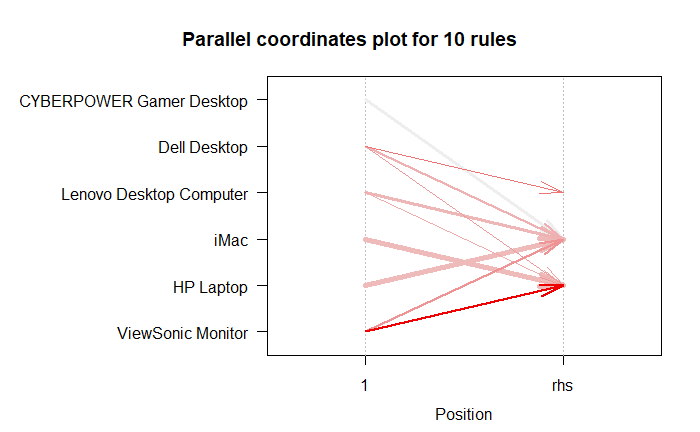 Parallel coordinates plot for 10 rules
CYBERPOWER Gamer Desktop
Dell Desktop
Lenovo Desktop Computer
iMac
HP Laptop
ViewSonic Monitor
1 rhs
Position